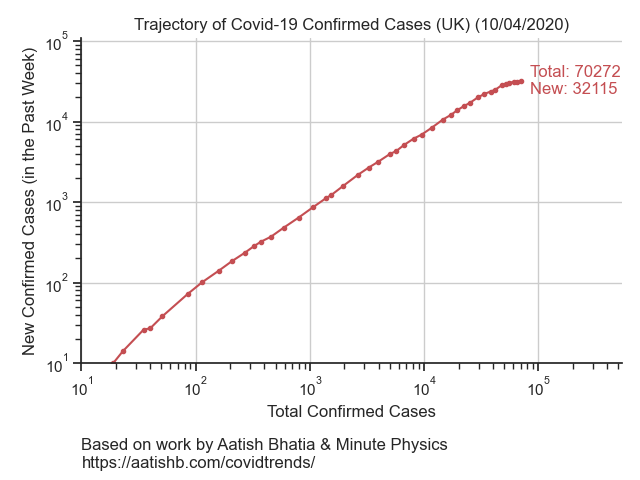 Trajectory of Covid-19 Confirmed Cases (UK) (10/04/2020)
New Confirmed Cases (in the Past Week)
10^5
10^4
10^3
10^2
10^1
Total: 70272
New: 32115
10^1 10^2 10^3 10^4 10^5
Total Confirmed Cases
Based on work by Aatish Bhatia & Minute Physics
https://aatishb.com/covidtrends/